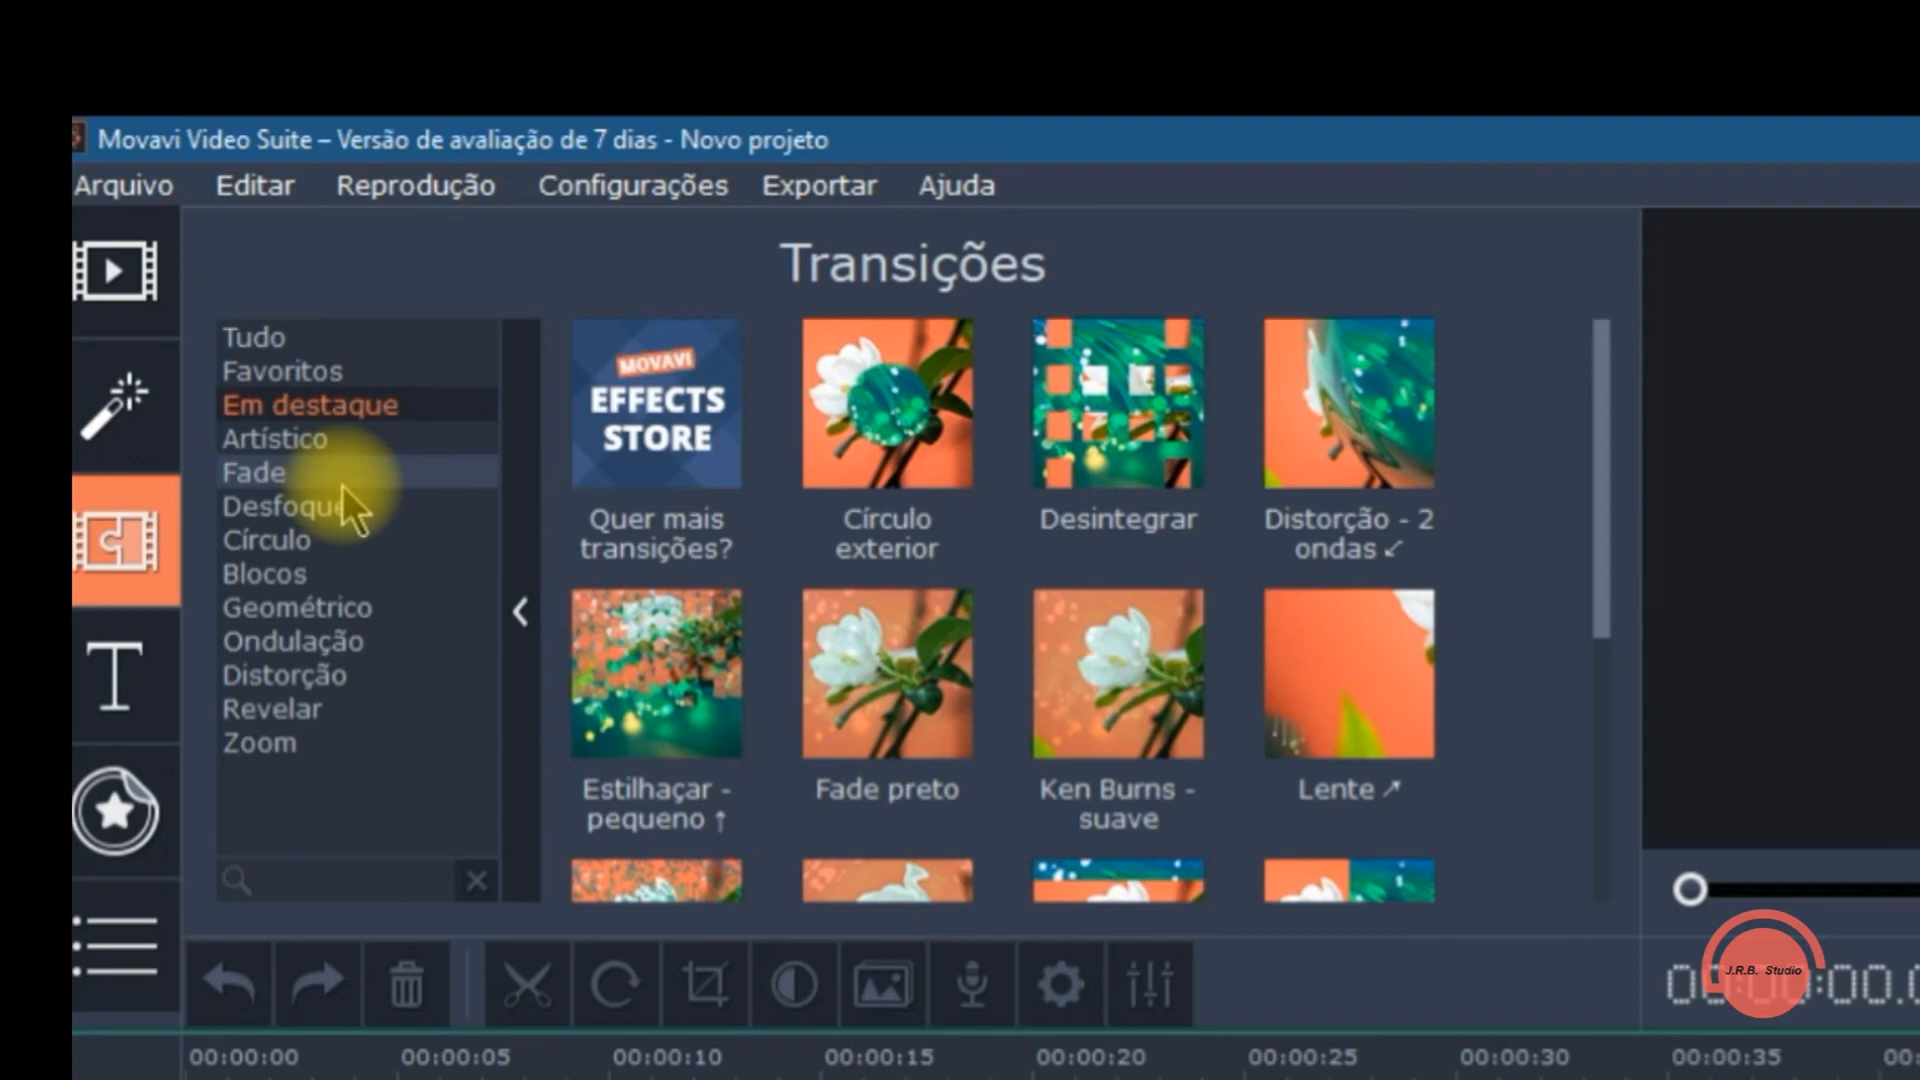 Movavi Video Suite – Versão de avaliação de 7 dias - Novo projeto
Arquivo Editar Reprodução Configurações Exportar Ajuda
Transições
Tudo
Favoritos
Em destaque
Artístico
Fade
Desfoque
Círculo
Blocos
Geométrico
Ondulação
Distorção
Revelar
Zoom
MOVAVI
EFFECTS
STORE
Quer mais
transições?
Círculo
exterior
Desintegrar
Distorção - 2
ondas ↙
Estilhaçar -
pequeno ↑
Fade preto
Ken Burns -
suave
Lente ↗
J.R.B. Studio
00:00:00 00:00:05 00:00:10 00:00:15 00:00:20 00:00:25 00:00:30 00:00:35